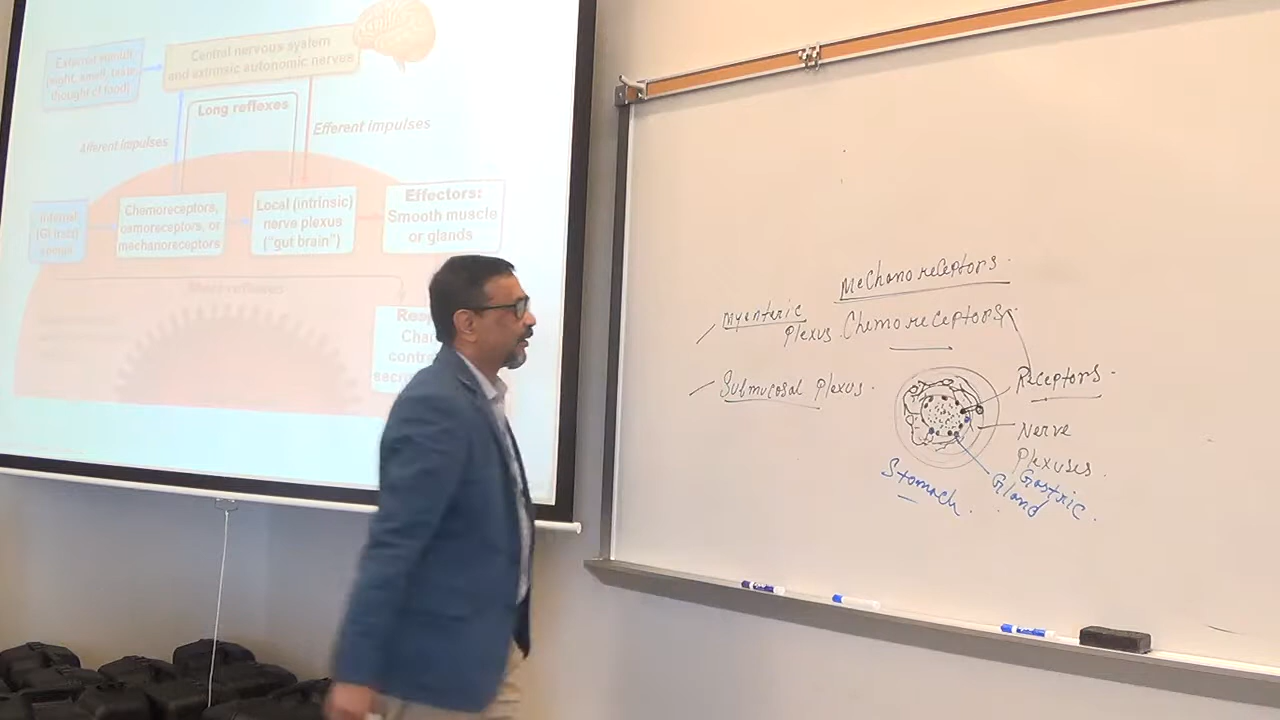 External stimuli
(sight, smell, taste,
thought of food)
Central nervous system
and extrinsic autonomic nerves
Long reflexes
Afferent impulses
Efferent impulses
Internal
(GI tract)
stimuli
Chemoreceptors,
osmoreceptors, or
mechanoreceptors
Local (intrinsic)
nerve plexus
("gut brain")
Effectors:
Smooth muscle
or glands
Short reflexes
Mechanoreceptors.
Myenteric
Plexus.
Chemoreceptors.
Submucosal Plexus.
Receptors.
Nerve
Plexuses.
Gastric
Gland
Stomach.